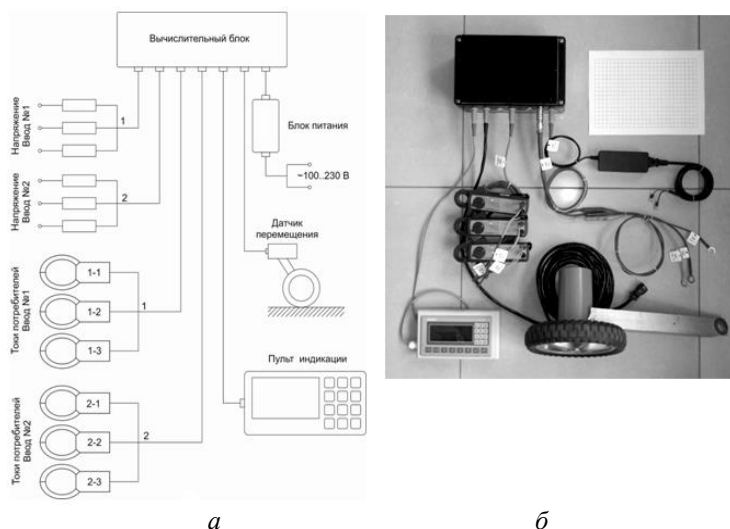 Вычислительный блок
Напряжение
Ввод №1
1
Блок питания
~100..230 В
Напряжение
Ввод №2
2
Датчик
перемещения
Токи потребителей
Ввод №1
1-1
1-2
1-3
1
Пульт индикации
Токи потребителей
Ввод №2
2-1
2-2
2-3
2
а
б